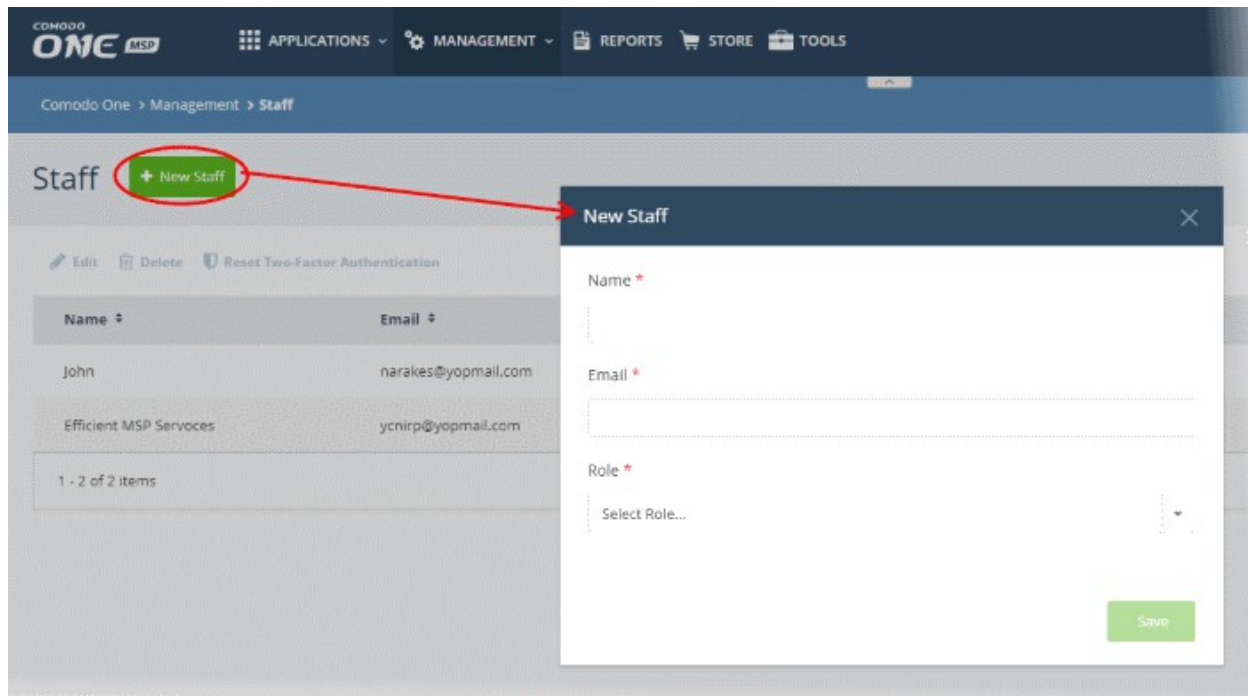 COMODO
ONE MSP
APPLICATIONS MANAGEMENT REPORTS STORE TOOLS
Comodo One > Management > Staff
Staff + New Staff
New Staff
Edit Delete Reset Two-Factor Authentication
Name *
Name Email
John narakes@yopmail.com
Email *
Efficient MSP Servoces ycnirp@yopmail.com
Role *
1 - 2 of 2 items
Select Role...
Save